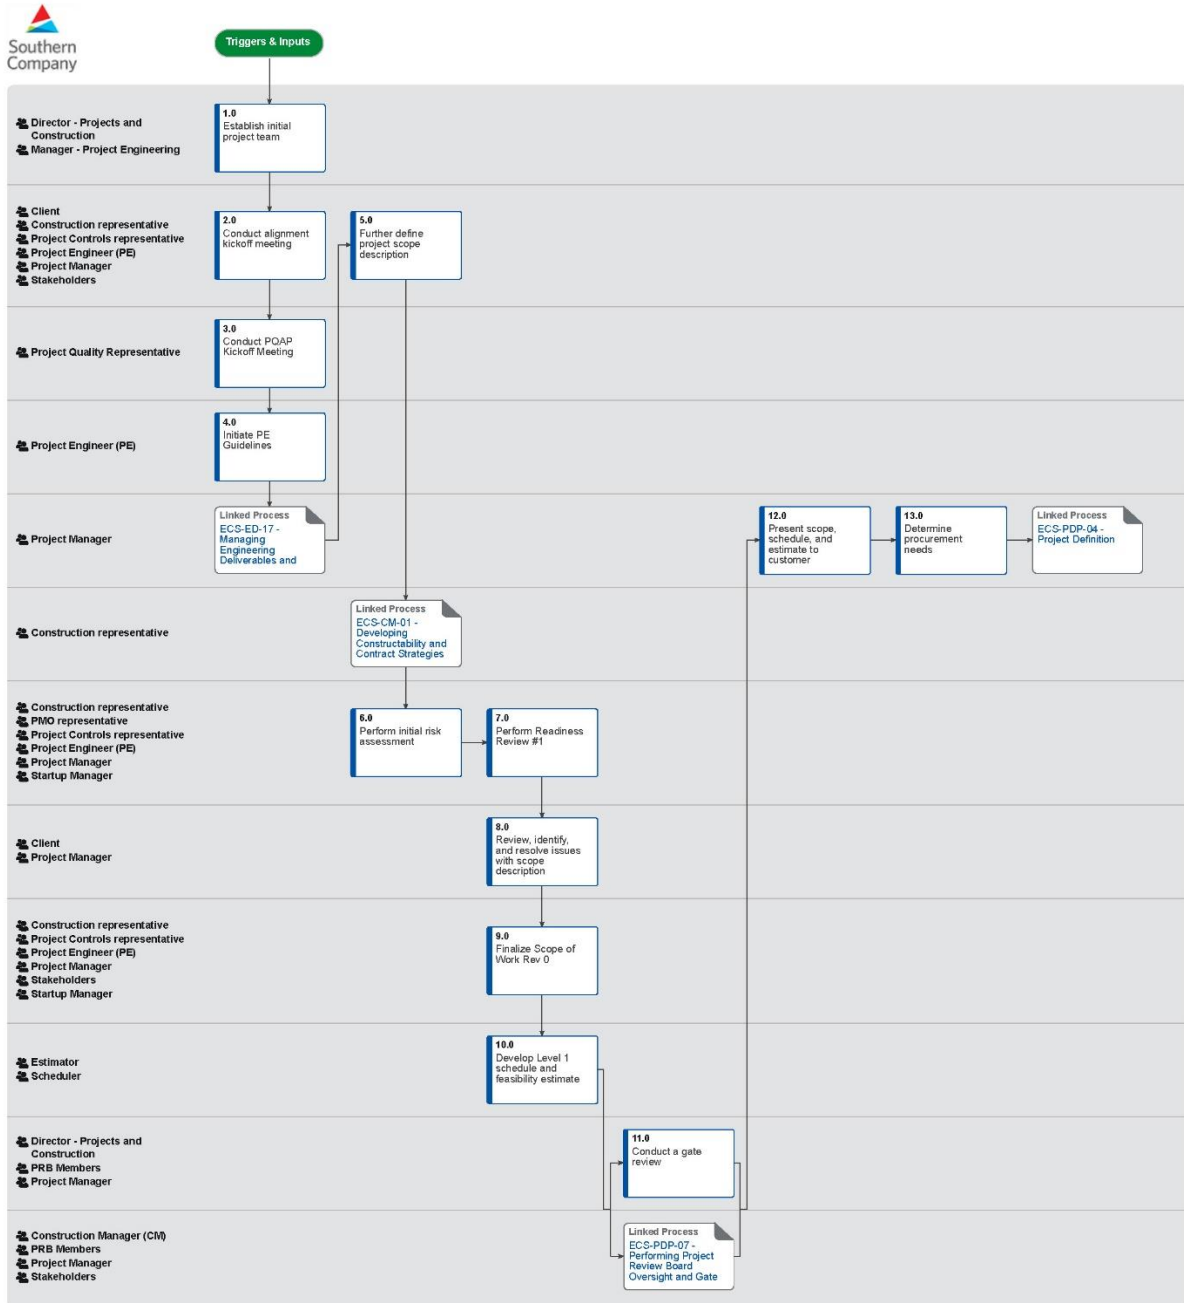 Southern
Company
Triggers & Inputs
Director - Projects and
Construction
Manager - Project Engineering
1.0
Establish initial
project team
Client
Construction representative
Project Controls representative
Project Engineer (PE)
Project Manager
Stakeholders
2.0
Conduct alignment
kickoff meeting
5.0
Further define
project scope
description
Project Quality Representative
3.0
Conduct PQAP
Kickoff Meeting
Project Engineer (PE)
4.0
Initiate PE
Guidelines
Project Manager
Linked Process
ECS-ED-17 -
Managing
Engineering
Deliverables and
12.0
Present scope,
schedule, and
estimate to
customer
13.0
Determine
procurement
needs
Linked Process
ECS-PDP-04 -
Project Definition
Construction representative
Linked Process
ECS-CM-01 -
Developing
Constructability and
Contract Strategies
Construction representative
PMO representative
Project Controls representative
Project Engineer (PE)
Project Manager
Startup Manager
6.0
Perform initial risk
assessment
7.0
Perform Readiness
Review #1
Client
Project Manager
8.0
Review, identify,
and resolve issues
with scope
description
Construction representative
Project Controls representative
Project Engineer (PE)
Project Manager
Stakeholders
Startup Manager
9.0
Finalize Scope of
Work Rev 0
Estimator
Scheduler
10.0
Develop Level 1
schedule and
feasibility estimate
Director - Projects and
Construction
PRB Members
Project Manager
11.0
Conduct a gate
review
Construction Manager (CM)
PRB Members
Project Manager
Stakeholders
Linked Process
ECS-PDP-07 -
Performing Project
Review Board
Oversight and Gate